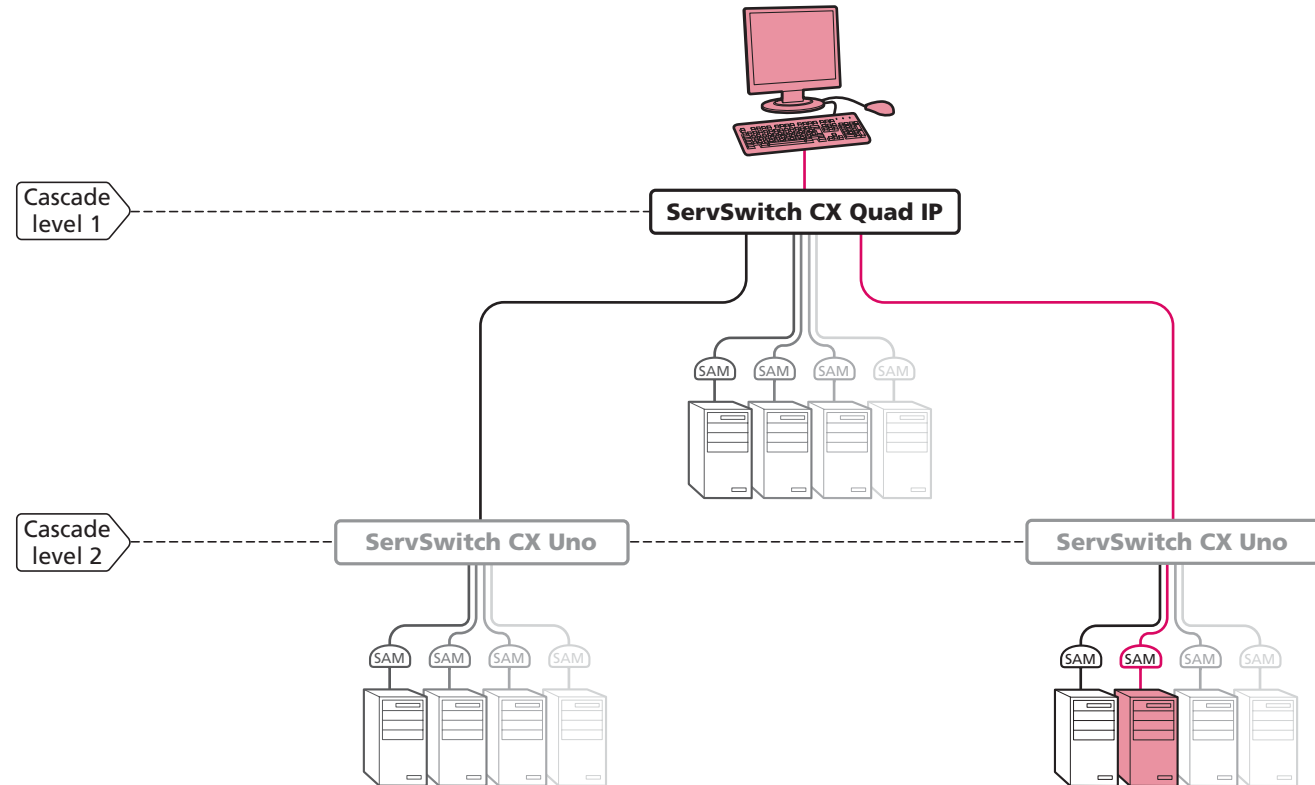 Cascade
level 1
ServSwitch CX Quad IP
SAM
SAM
SAM
SAM
Cascade
level 2
ServSwitch CX Uno
ServSwitch CX Uno
SAM
SAM
SAM
SAM
SAM
SAM
SAM
SAM